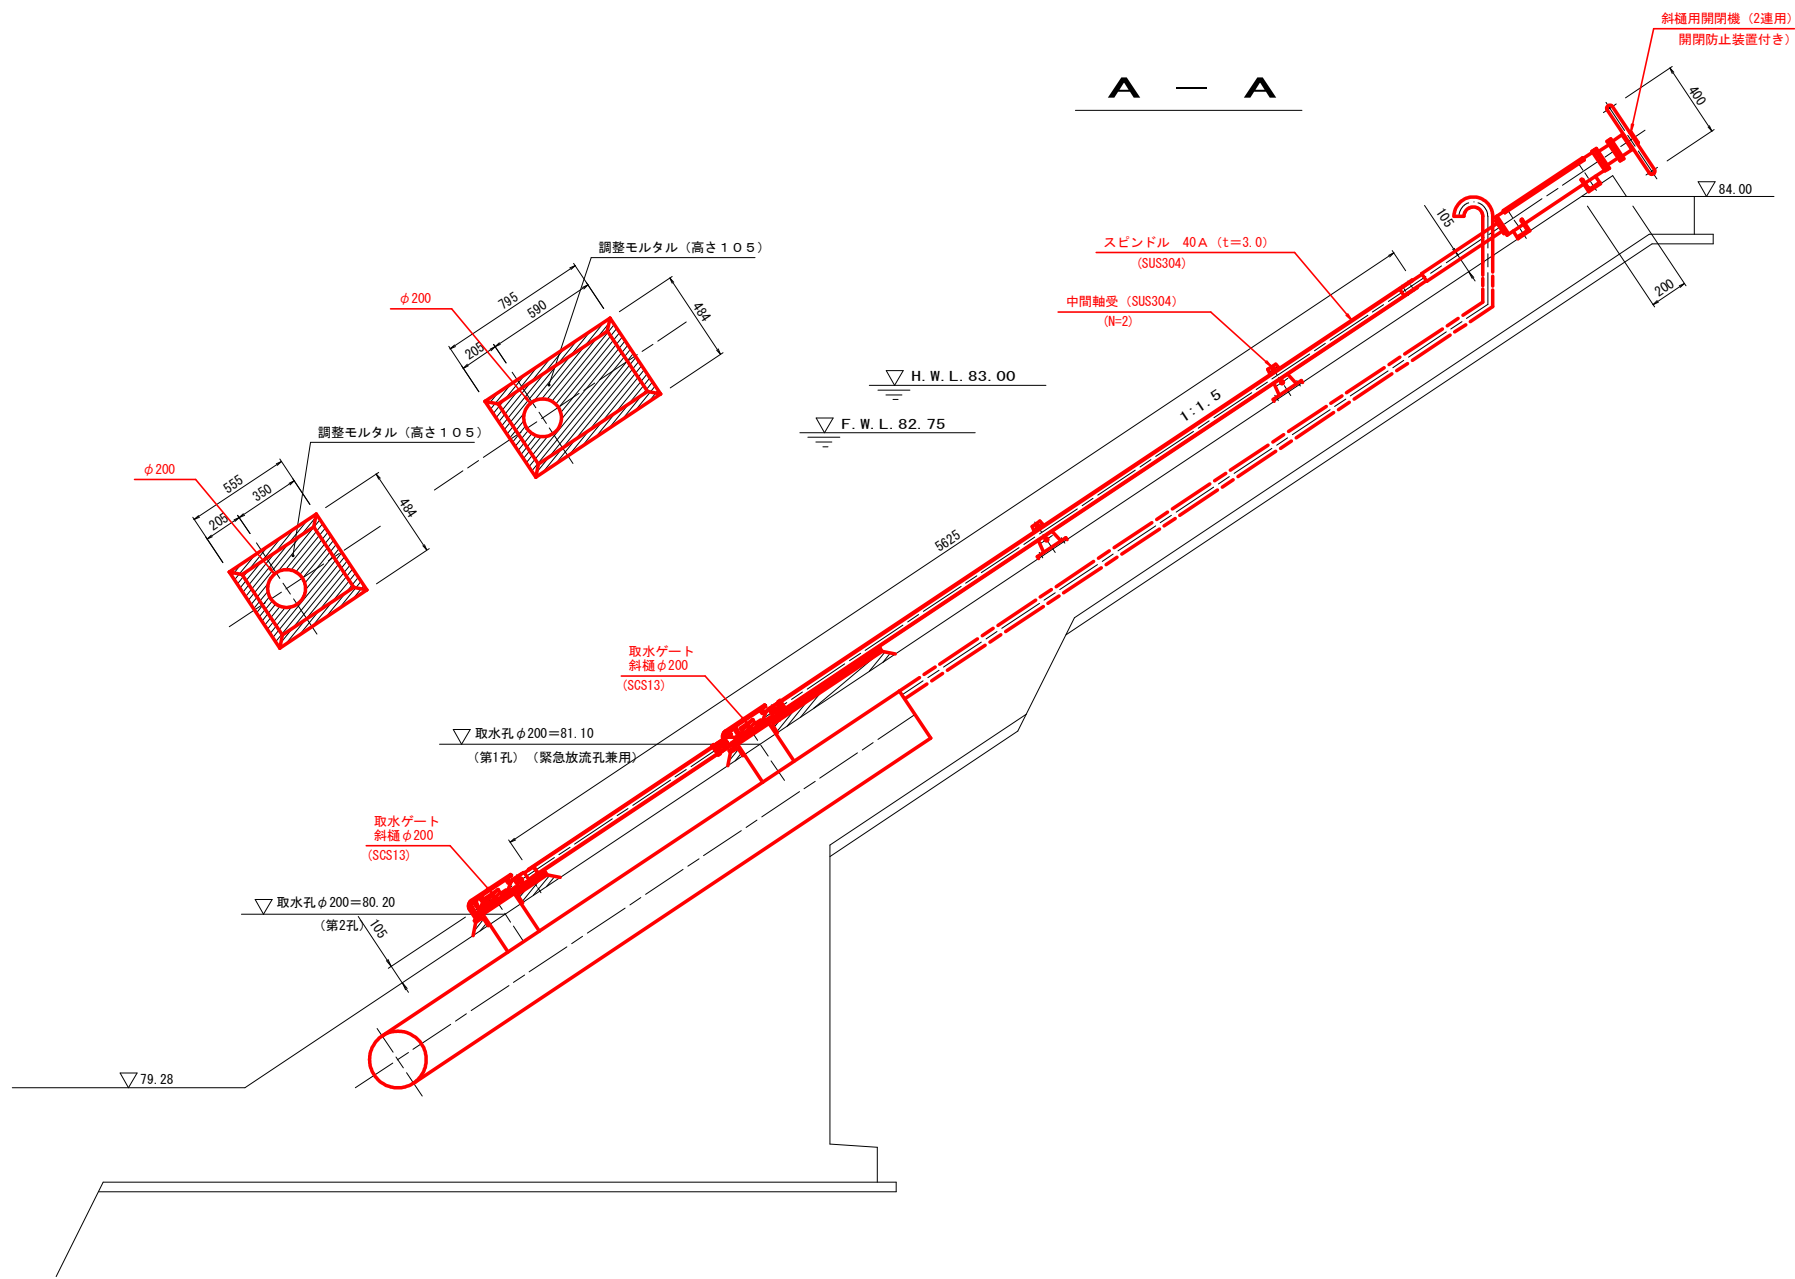 斜樋用開閉機（2連用）
開閉防止装置付き）
A － A
400
84.00
105
200
スピンドル　40A（t=3.0）
（SUS304）
中間軸受（SUS304）
（N=2）
調整モルタル（高さ１０５）
φ200
795
590
205
484
H.W.L.83.00
F.W.L.82.75
1:1.5
調整モルタル（高さ１０５）
φ200
555
350
205
484
5625
取水ゲート
斜樋φ200
（SCS13）
取水孔φ200=81.10
（第1孔）（緊急放流孔兼用）
取水ゲート
斜樋φ200
（SCS13）
取水孔φ200=80.20
（第2孔）
105
79.28